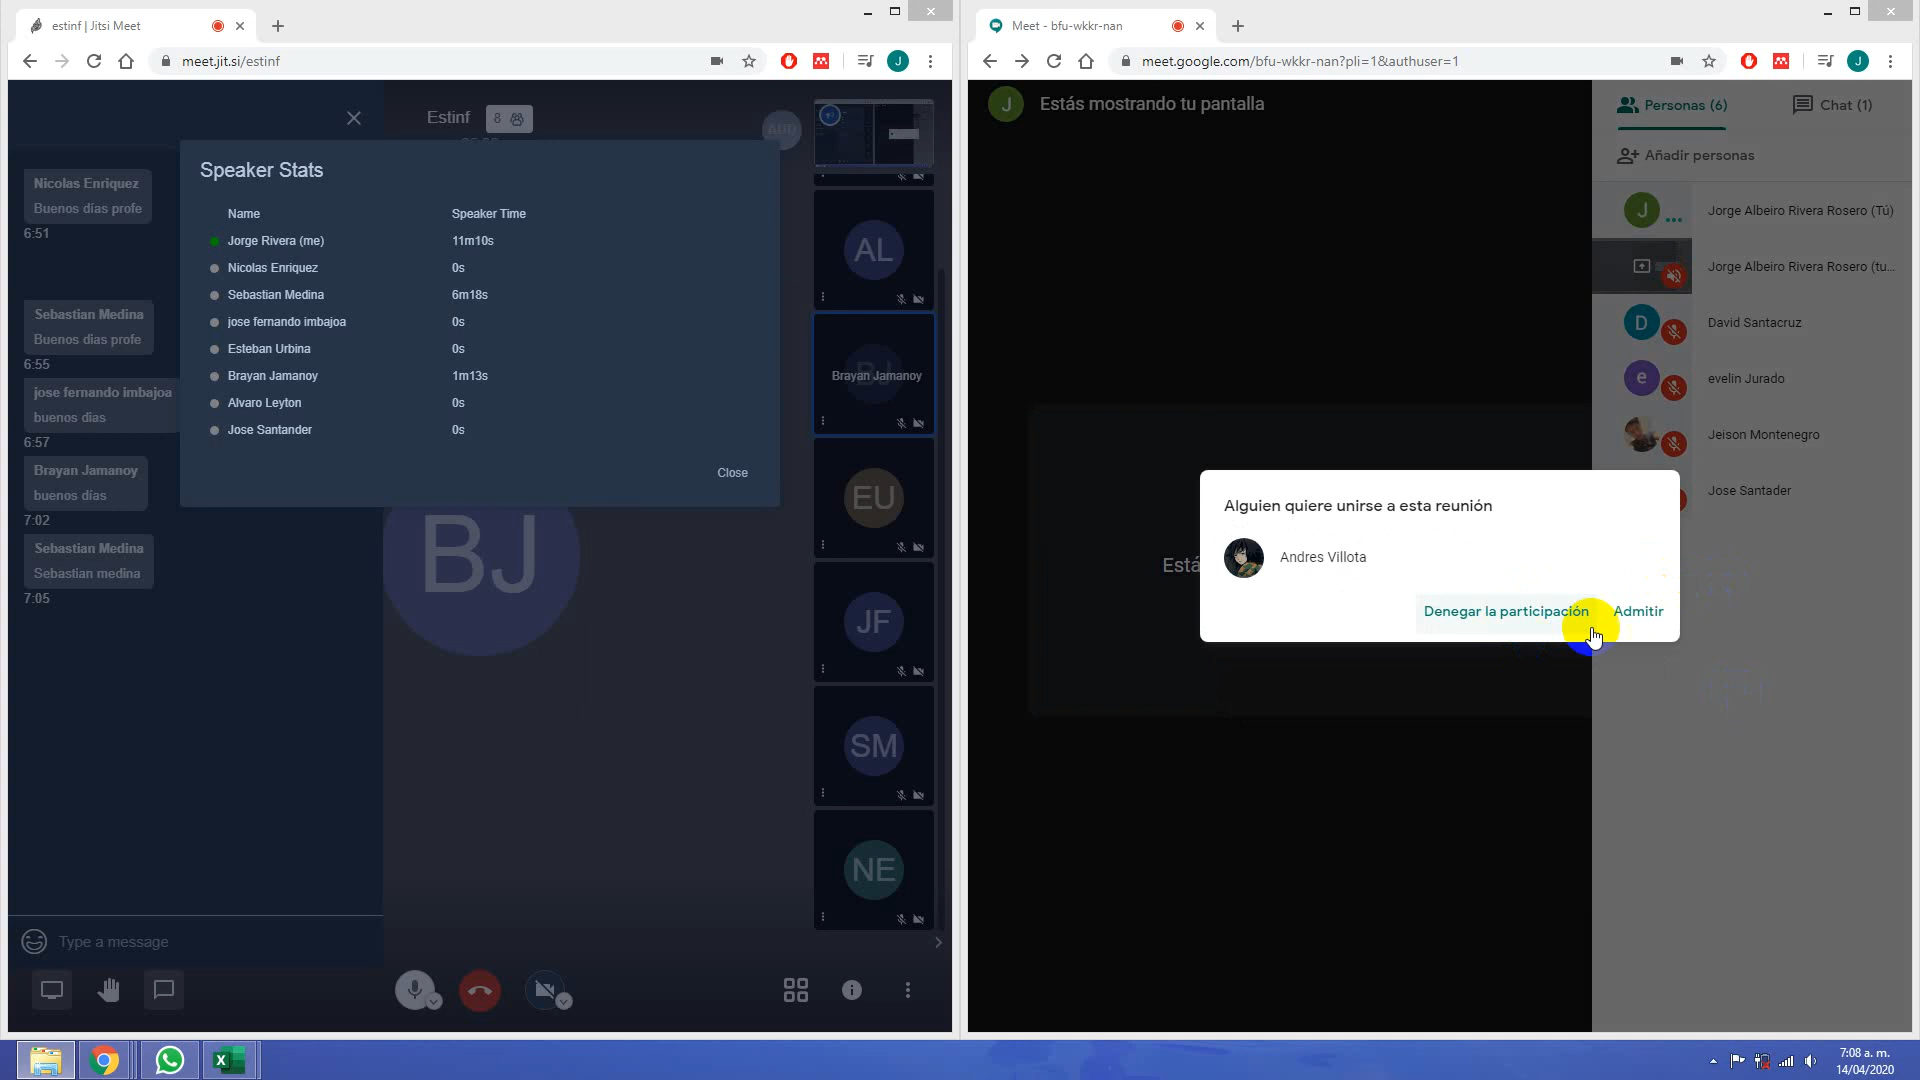 estinf | Jitsi Meet
meet.jit.si/estinf
J
Estinf
8
AUD
Nicolas Enriquez
Buenos días profe
6:51
Sebastian Medina
Buenos dias profe
6:55
jose fernando imbajoa
buenos dias
6:57
Brayan Jamanoy
buenos días
7:02
Sebastian Medina
Sebastian medina
7:05
Type a message
Speaker Stats
Name Speaker Time
Jorge Rivera (me) 11m10s
Nicolas Enriquez 0s
Sebastian Medina 6m18s
jose fernando imbajoa 0s
Esteban Urbina 0s
Brayan Jamanoy 1m13s
Alvaro Leyton 0s
Jose Santander 0s
Close
BJ
AL
BJ
Brayan Jamanoy
EU
JF
SM
NE
Meet - bfu-wkkr-nan
meet.google.com/bfu-wkkr-nan?pli=1&authuser=1
J
J
Estás mostrando tu pantalla
Personas (6)
Chat (1)
Añadir personas
J
Jorge Albeiro Rivera Rosero (Tú)
Jorge Albeiro Rivera Rosero (tu...
D
David Santacruz
e
evelin Jurado
Jeison Montenegro
Jose Santader
Está
Alguien quiere unirse a esta reunión
Andres Villota
Denegar la participación
Admitir
7:08 a. m.
14/04/2020